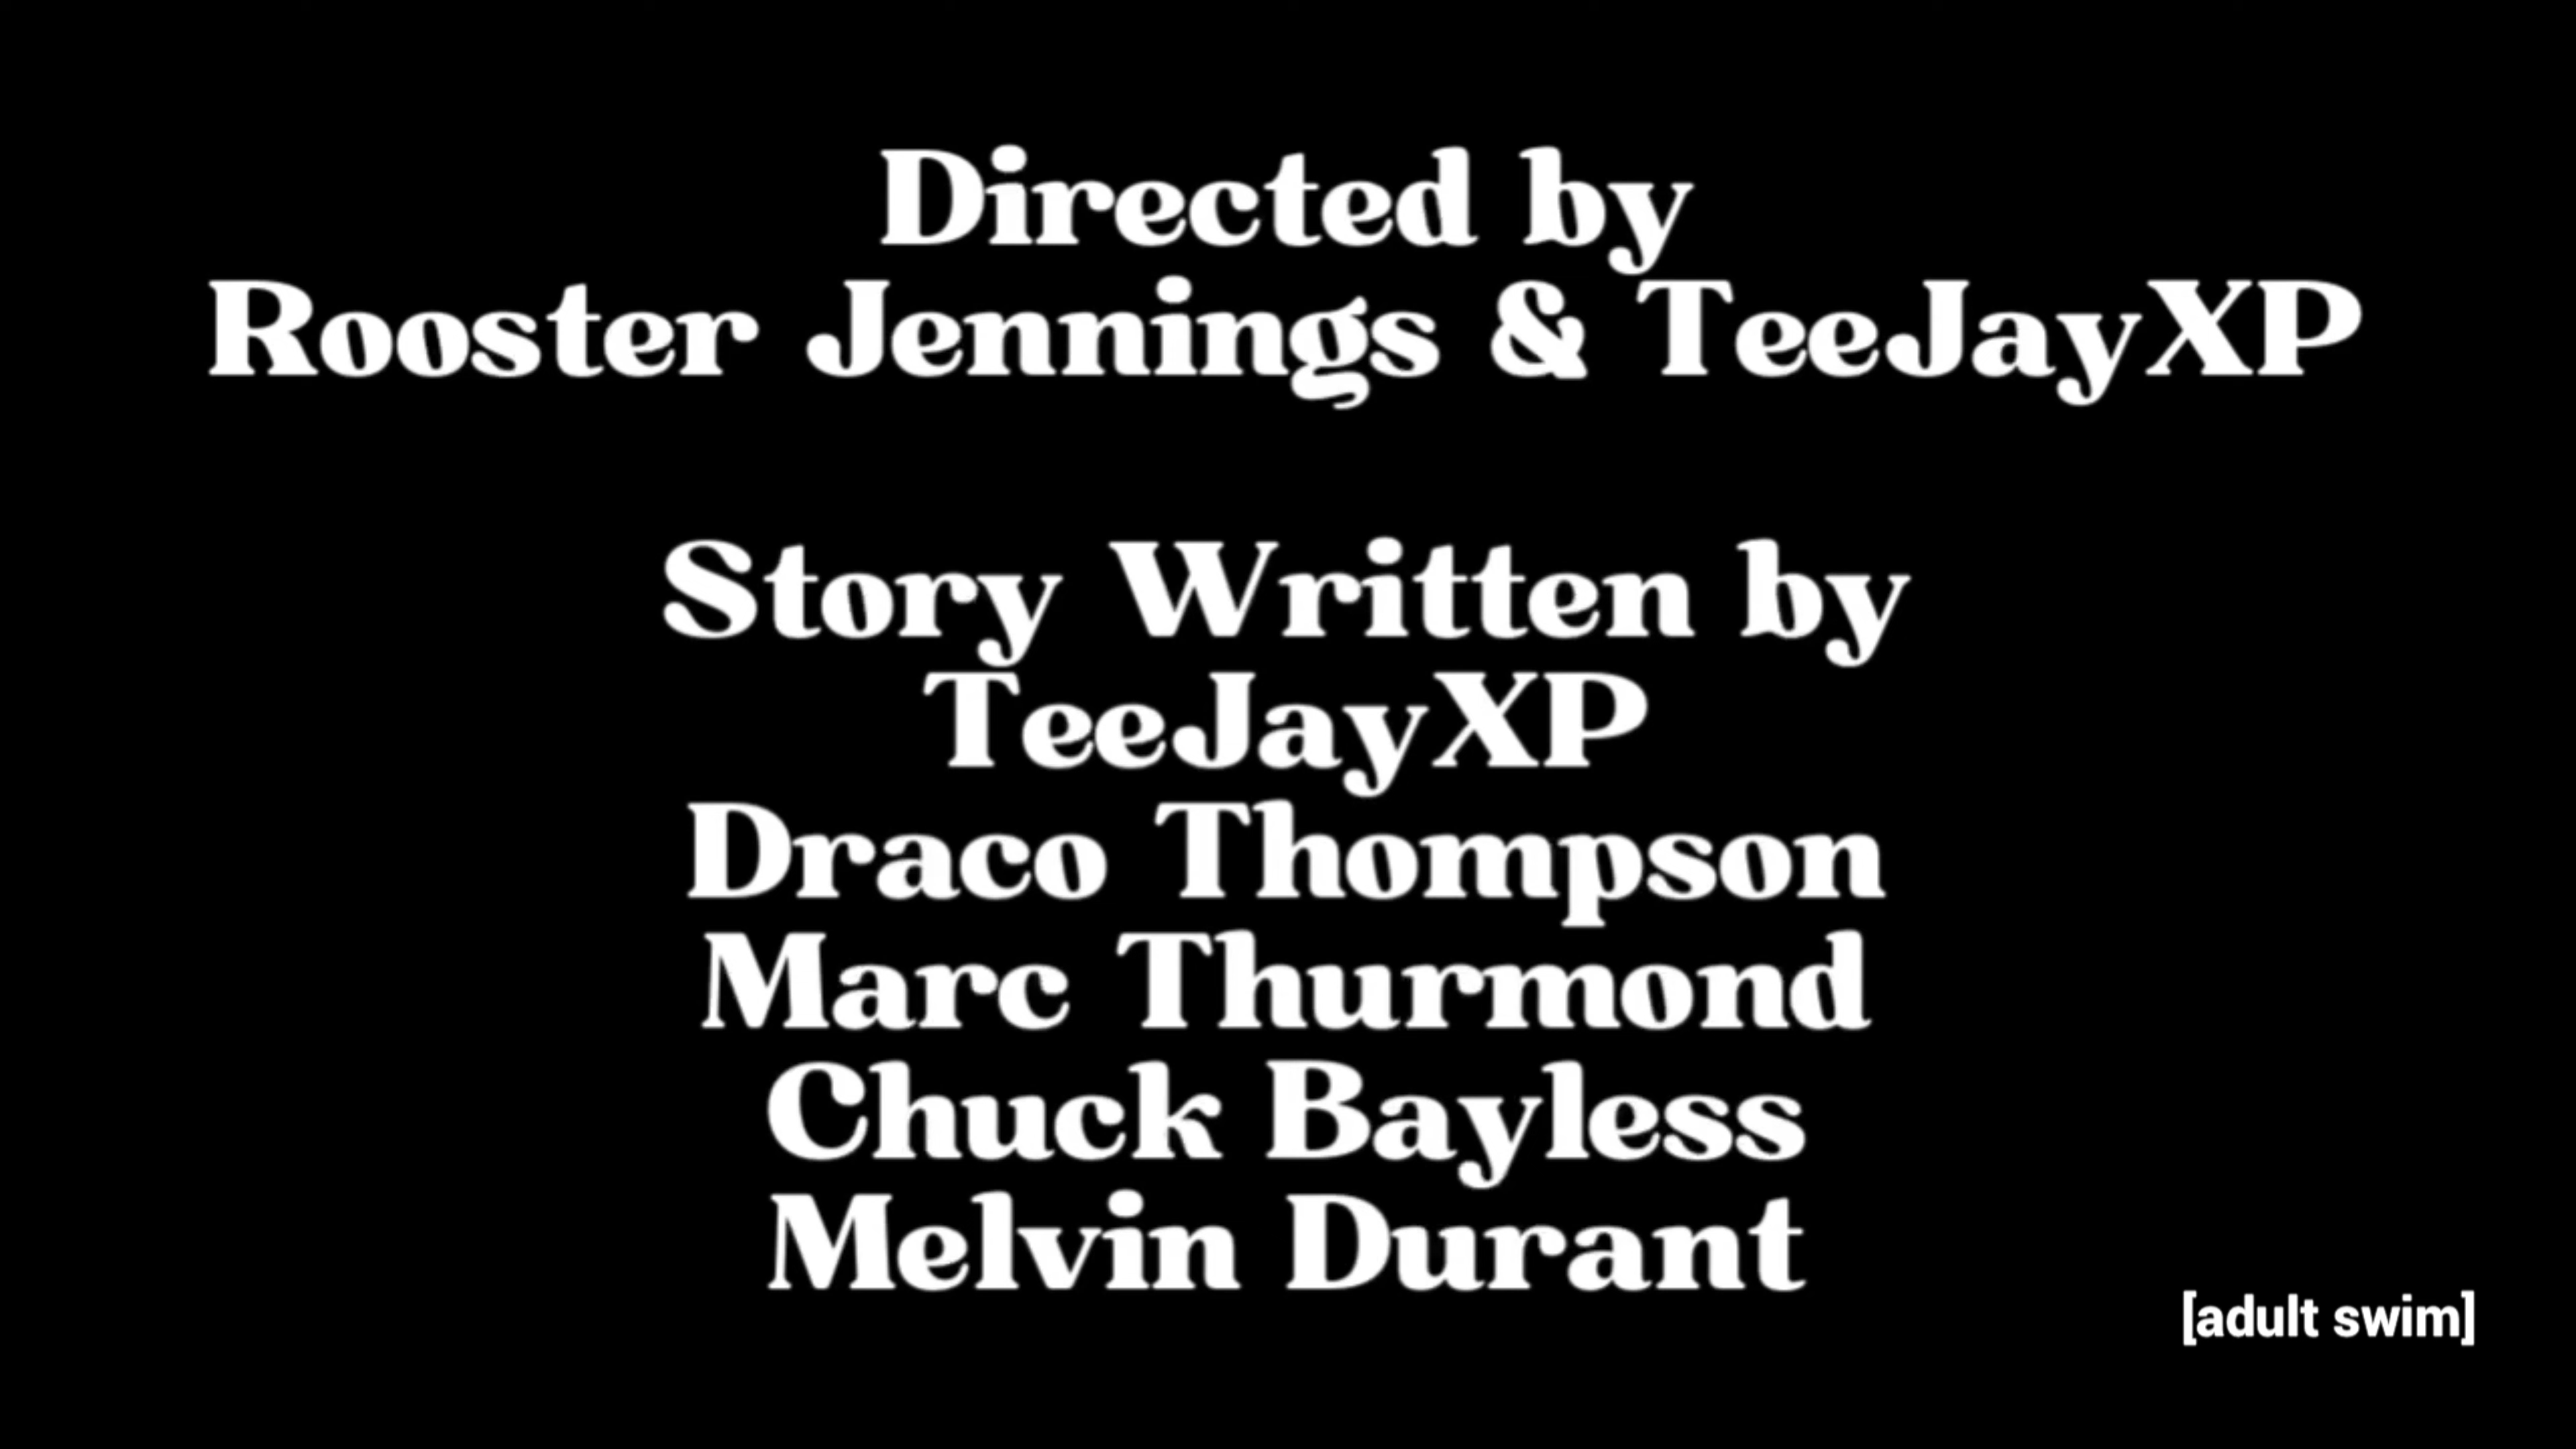 Directed by
Rooster Jennings & TeeJayXP
Story Written by
TeeJayXP
Draco Thompson
Marc Thurmond
Chuck Bayless
Melvin Durant
[adult swim]